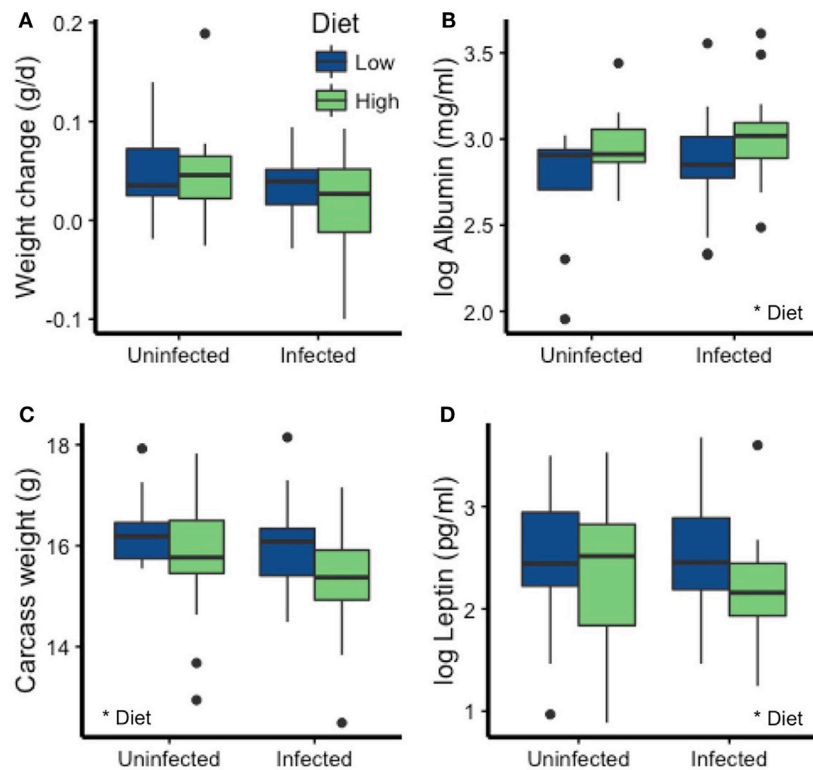 A
Weight change (g/d)
0.2
0.1
0.0
-0.1
Diet
Low
High
Uninfected Infected
B
log Albumin (mg/ml)
3.5
3.0
2.5
2.0
* Diet
Uninfected Infected
C
Carcass weight (g)
18
16
14
* Diet
Uninfected Infected
D
log Leptin (pg/ml)
3
2
1
* Diet
Uninfected Infected